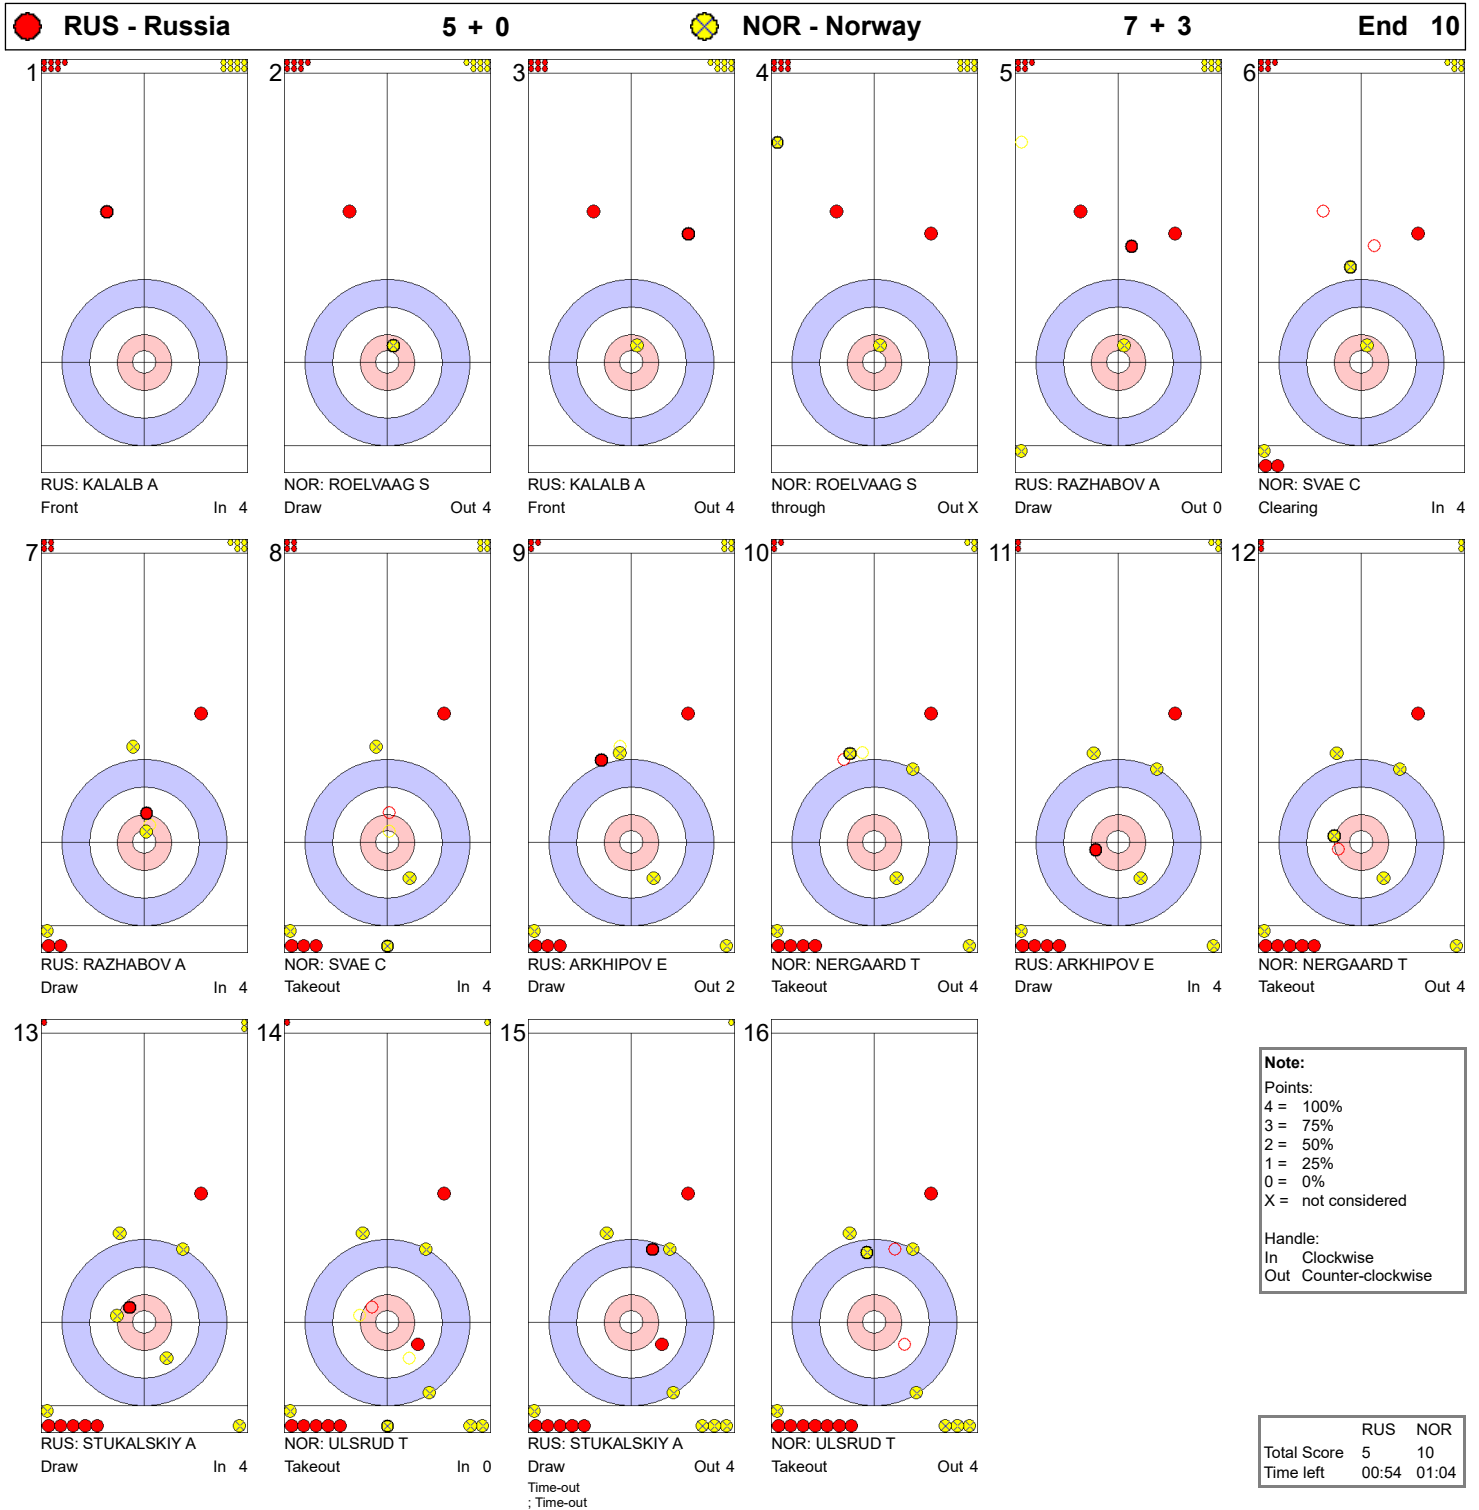 RUS - Russia 5 + 0 NOR - Norway 7 + 3 End 10
1 2 3 4 5 6
RUS: KALALB A NOR: ROELVAAG S RUS: KALALB A NOR: ROELVAAG S RUS: RAZHABOV A NOR: SVAE C
Front In 4 Draw Out 4 Front Out 4 through Out X Draw Out 0 Clearing In 4
7 8 9 10 11 12
RUS: RAZHABOV A NOR: SVAE C RUS: ARKHIPOV E NOR: NERGAARD T RUS: ARKHIPOV E NOR: NERGAARD T
Draw In 4 Takeout In 4 Draw Out 2 Takeout Out 4 Draw In 4 Takeout Out 4
13 14 15 16
RUS: STUKALSKIY A NOR: ULSRUD T RUS: STUKALSKIY A NOR: ULSRUD T
Draw In 4 Takeout In 0 Draw Out 4 Takeout Out 4
Time-out
; Time-out
Note:
Points:
4 = 100%
3 = 75%
2 = 50%
1 = 25%
0 = 0%
X = not considered
Handle:
In Clockwise
Out Counter-clockwise
RUS NOR
Total Score 5 10
Time left 00:54 01:04